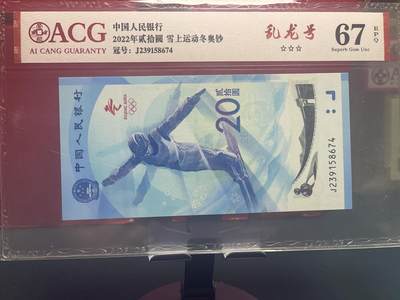 ACG
AI CANG GUARANTY
中国人民银行
2022年贰拾圆 雪上运动冬奥钞
冠号: J239158674
乱龙号
☆☆☆
67 EPQ
Superb Gem Unc
中国人民银行
BEIJING 2022
贰拾圆
20
J239158674